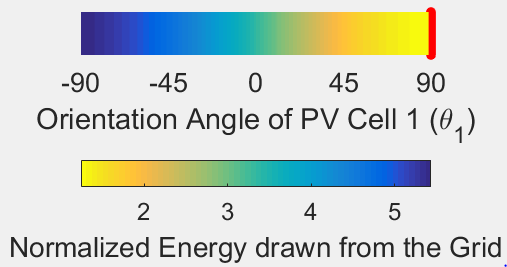 -90 -45 0 45 90
Orientation Angle of PV Cell 1 (θ₁)
2 3 4 5
Normalized Energy drawn from the Grid